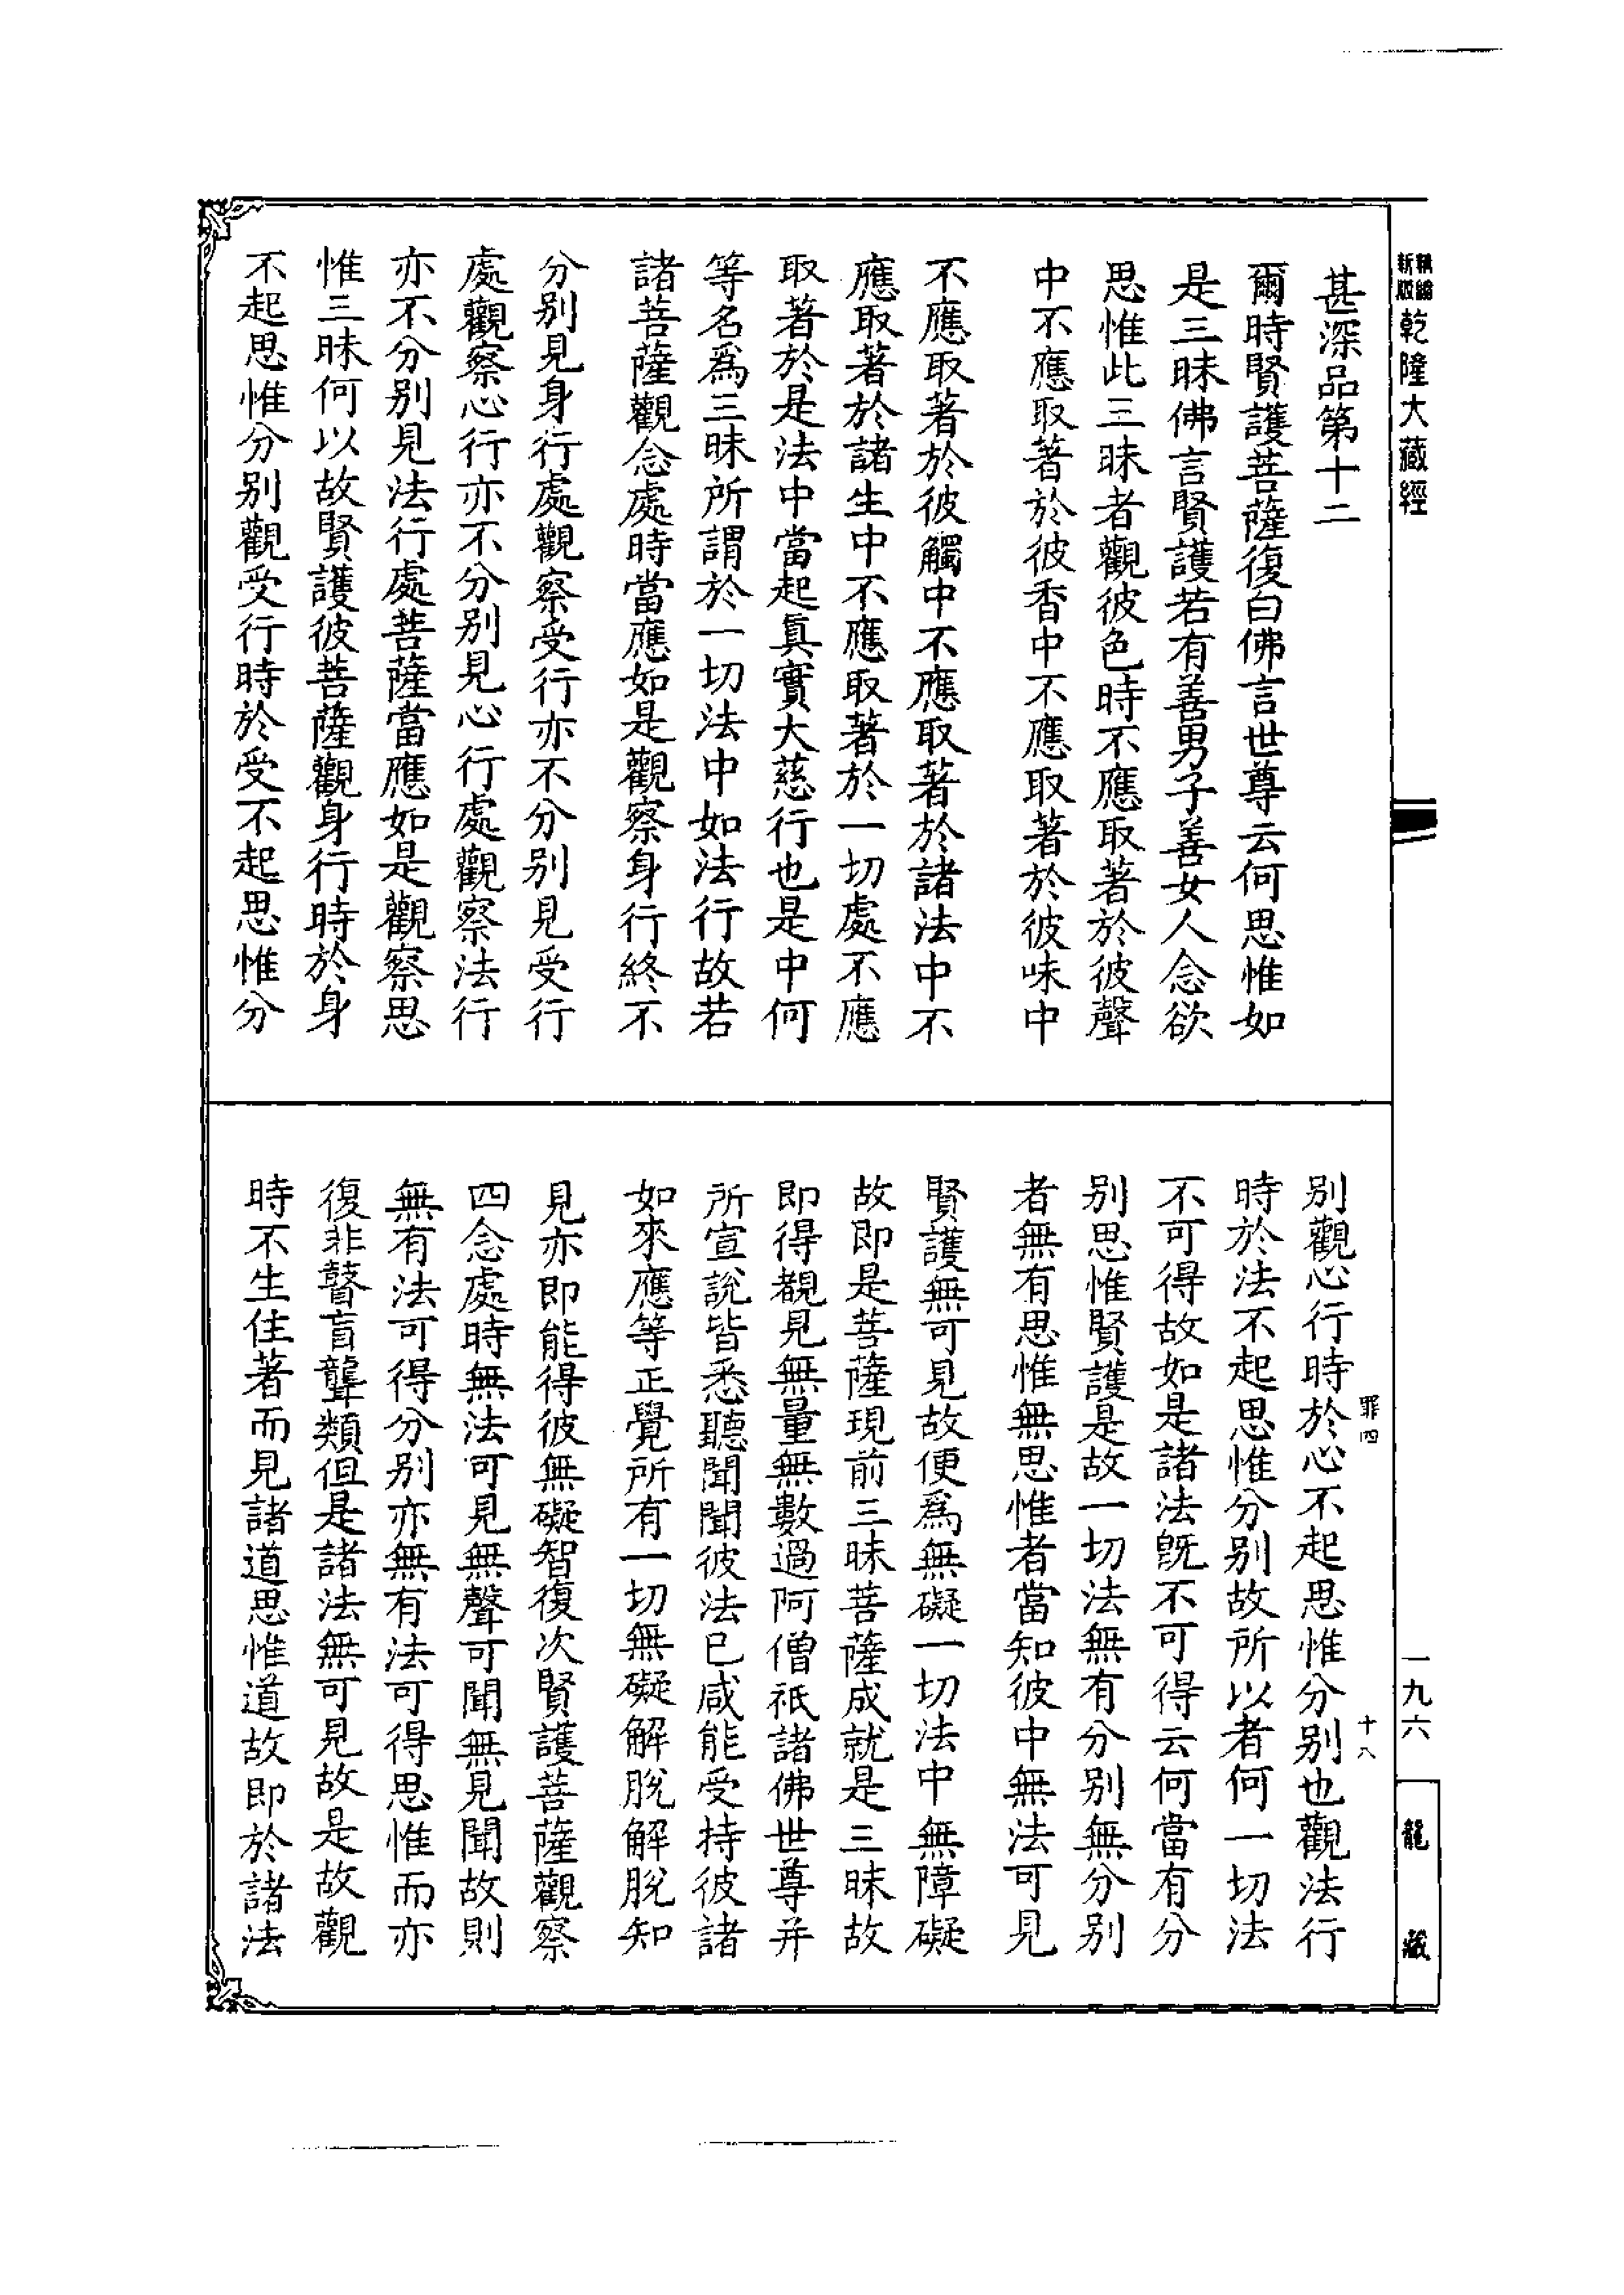 精編
新版
乾隆大藏經
甚深品第十二
爾時賢護菩薩復白佛言世尊云何思惟如
是三昧佛言賢護若有善男子善女人念欲
思惟此三昧者觀彼色時不應取著於彼聲
中不應取著於彼香中不應取著於彼味中
不應取著於彼觸中不應取著於諸法中不
應取著於諸生中不應取著於一切處不應
取著於是法中當起眞實大慈行也是中何
等名爲三昧所謂於一切法中如法行故若
諸菩薩觀念處時當應如是觀察身行終不
分别見身行處觀察受行亦不分别見受行
處觀察心行亦不分别見心行處觀察法行
亦不分别見法行處菩薩當應如是觀察思
惟三昧何以故賢護彼菩薩觀身行時於身
不起思惟分别觀受行時於受不起思惟分
别觀心行時於心不起思惟分别也觀法行
時於法不起思惟分别故所以者何一切法
不可得故如是諸法旣不可得云何當有分
别思惟賢護是故一切法無有分别無分别
者無有思惟無思惟者當知彼中無法可見
賢護無可見故便爲無礙一切法中無障礙
故即是菩薩現前三昧菩薩成就是三昧故
即得覩見無量無數過阿僧祇諸佛世尊并
所宣說皆悉聽聞聞彼法已咸能受持彼諸
如來應等正覺所有一切無礙解脫解脫知
見亦即能得彼無礙智復次賢護菩薩觀察
四念處時無法可見無聲可聞無見聞故則
無有法可得分别亦無有法可得思惟而亦
復非瞽盲聾類但是諸法無可見故是故觀
時不生住著而見諸道思惟道故即於諸法
罪四
十八
一九六
龍藏